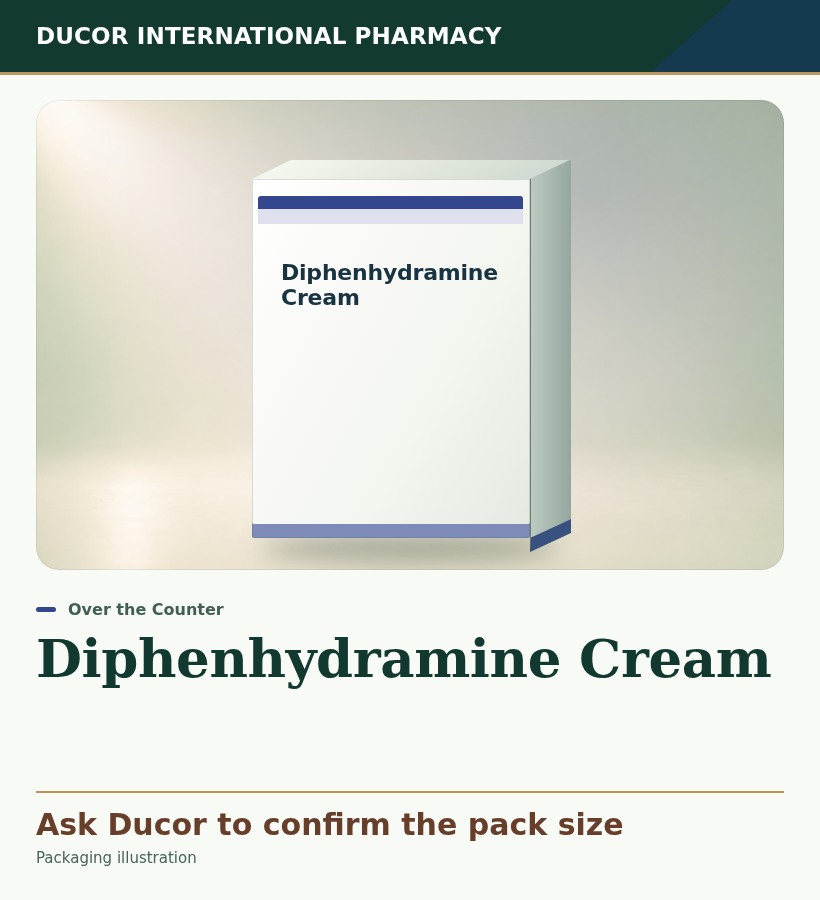 DUCOR INTERNATIONAL PHARMACY
Diphenhydramine
Cream
Over the Counter
Diphenhydramine Cream
Ask Ducor to confirm the pack size
Packaging illustration